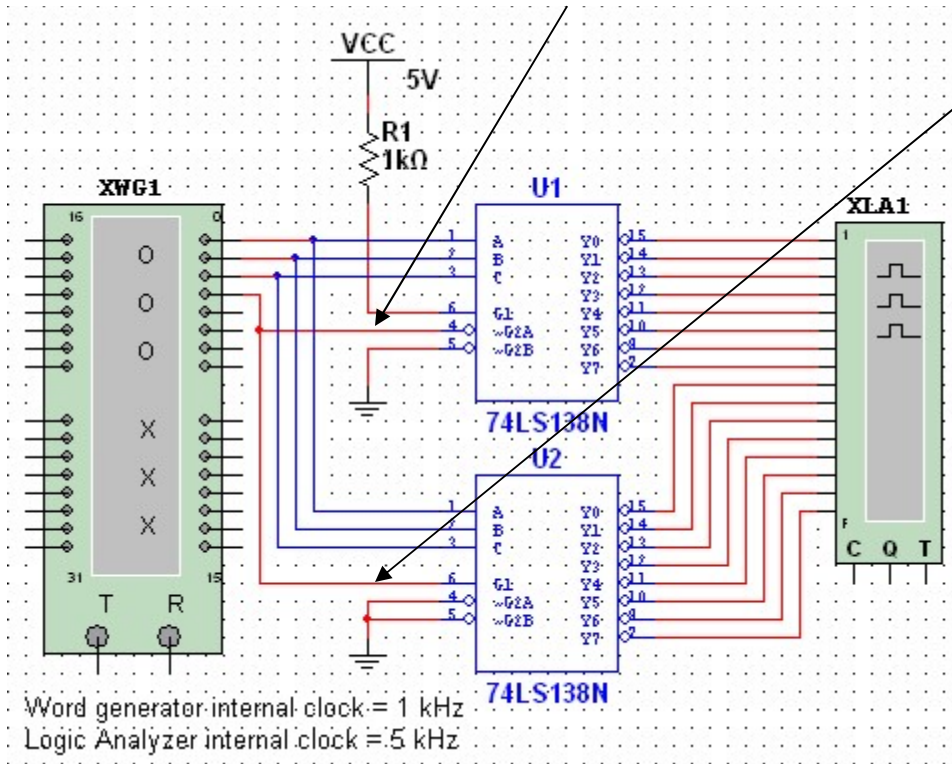 VCC
5V
R1
1kΩ
XWG1
16
0
O
O
O
X
X
X
31
15
T
R
U1
1
A
2
B
3
C
6
G1
4
~G2A
5
~G2B
Y0
15
Y1
14
Y2
13
Y3
12
Y4
11
Y5
10
Y6
9
Y7
7
74LS138N
U2
1
A
2
B
3
C
6
G1
4
~G2A
5
~G2B
Y0
15
Y1
14
Y2
13
Y3
12
Y4
11
Y5
10
Y6
9
Y7
7
74LS138N
XLA1
1
F
C Q T
Word generator internal clock = 1 kHz
Logic Analyzer internal clock = 5 kHz